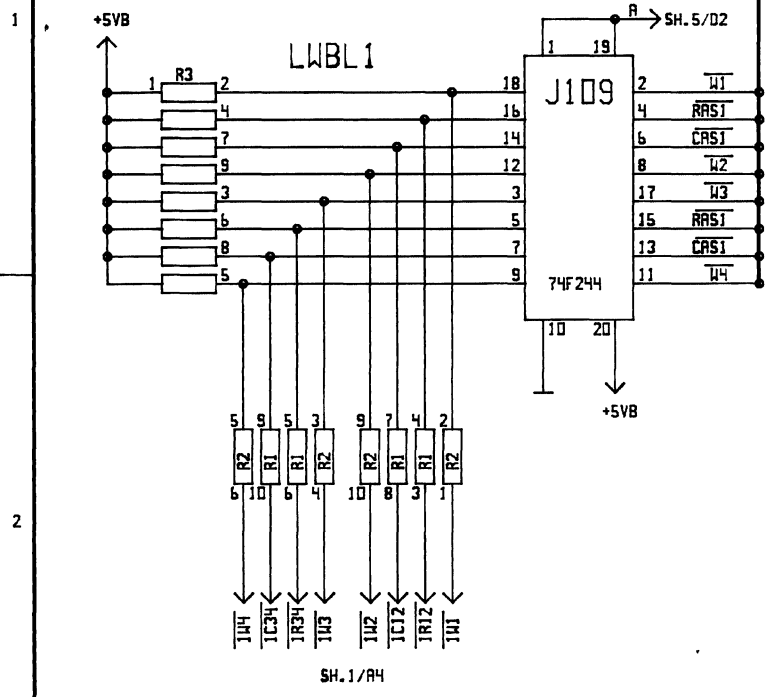 1
+5VB
LWBL1
A
SH.5/D2
1 19
R3
1 2 18 J109 2 W1
4 16 4 RAS1
7 14 6 CAS1
9 12 8 W2
3 3 17 W3
6 5 15 RAS1
8 7 13 CAS1
5 9 74F244 11 W4
10 20
+5VB
5 9 5 3 9 7 4 2
R2 R1 R1 R2 R2 R1 R1 R2
6 10 6 4 10 8 3 1
2
1W4 1C34 1R34 1W3 1W2 1C12 1R12 1W1
SH.1/A4